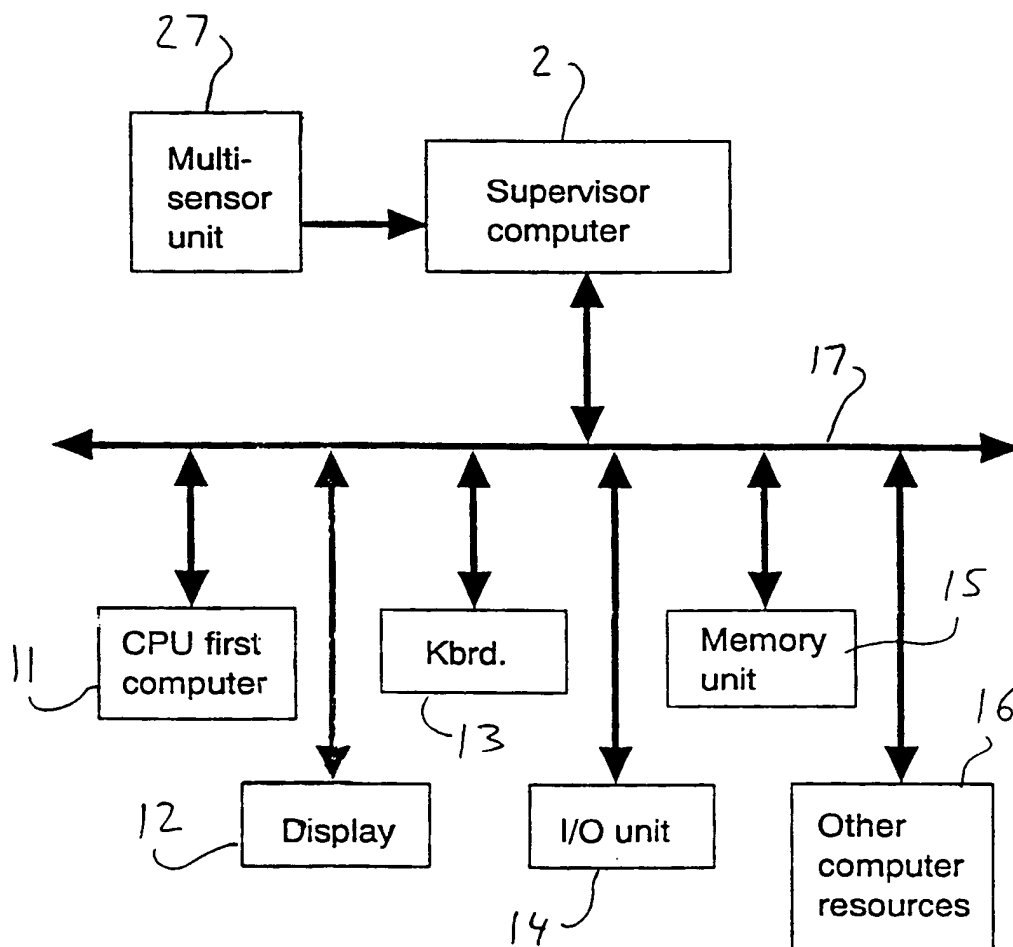 27
2
Multi-
sensor
unit
Supervisor
computer
17
CPU first
computer
11
Kbrd.
13
Memory
unit
15
16
Display
12
I/O unit
14
Other
computer
resources